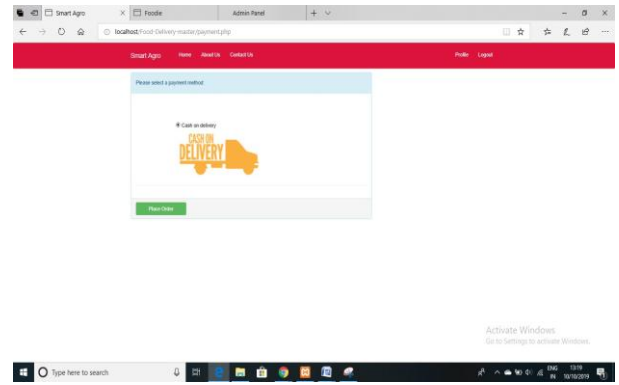 Smart Agro
Foodie
Admin Panel
localhost/Food-Delivery-master/payment.php
Smart Agro Home About Us Contact Us Profile Logout
Please select a payment method
Cash on delivery
CASH ON
DELIVERY
Place Order
Activate Windows
Go to Settings to activate Windows.
Type here to search
ENG 13:19
IN 10/10/2019